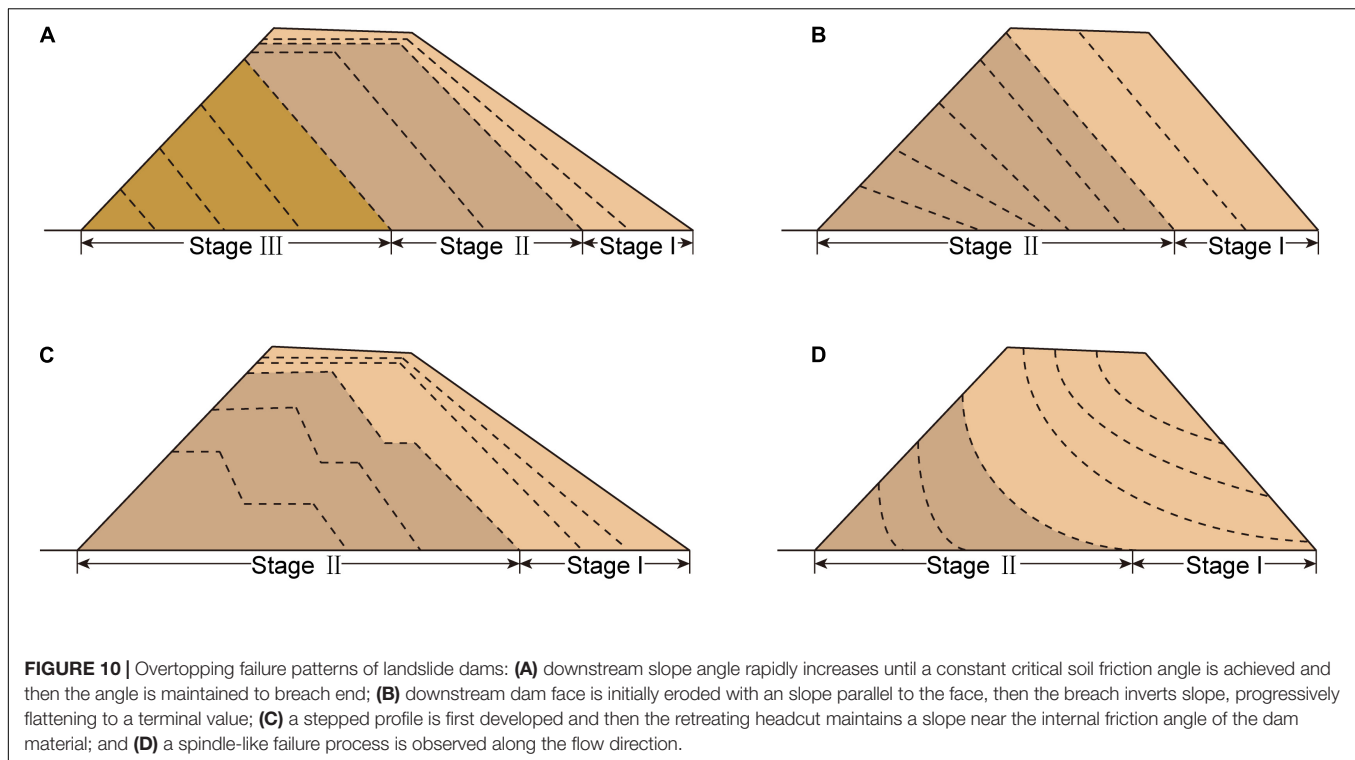 A
B
Stage III
Stage II
Stage I
Stage II
Stage I
C
D
Stage II
Stage I
Stage II
Stage I
FIGURE 10 | Overtopping failure patterns of landslide dams: (A) downstream slope angle rapidly increases until a constant critical soil friction angle is achieved and
then the angle is maintained to breach end; (B) downstream dam face is initially eroded with an slope parallel to the face, then the breach inverts slope, progressively
flattening to a terminal value; (C) a stepped profile is first developed and then the retreating headcut maintains a slope near the internal friction angle of the dam
material; and (D) a spindle-like failure process is observed along the flow direction.